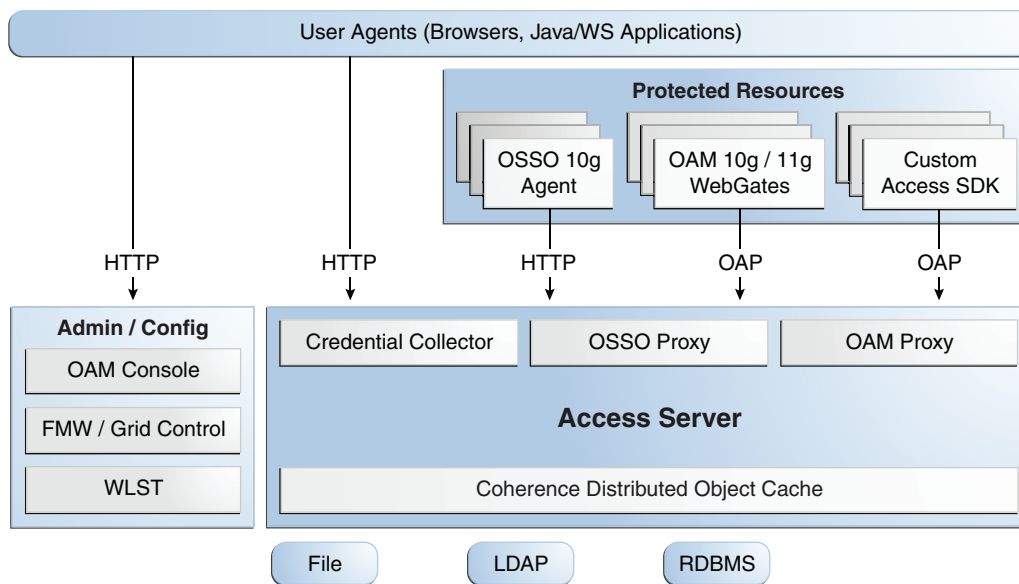 User Agents (Browsers, Java/WS Applications)
Protected Resources
OSSO 10g
Agent
OAM 10g / 11g
WebGates
Custom
Access SDK
HTTP
HTTP
HTTP
OAP
OAP
Admin / Config
OAM Console
FMW / Grid Control
WLST
Credential Collector
OSSO Proxy
OAM Proxy
Access Server
Coherence Distributed Object Cache
File
LDAP
RDBMS